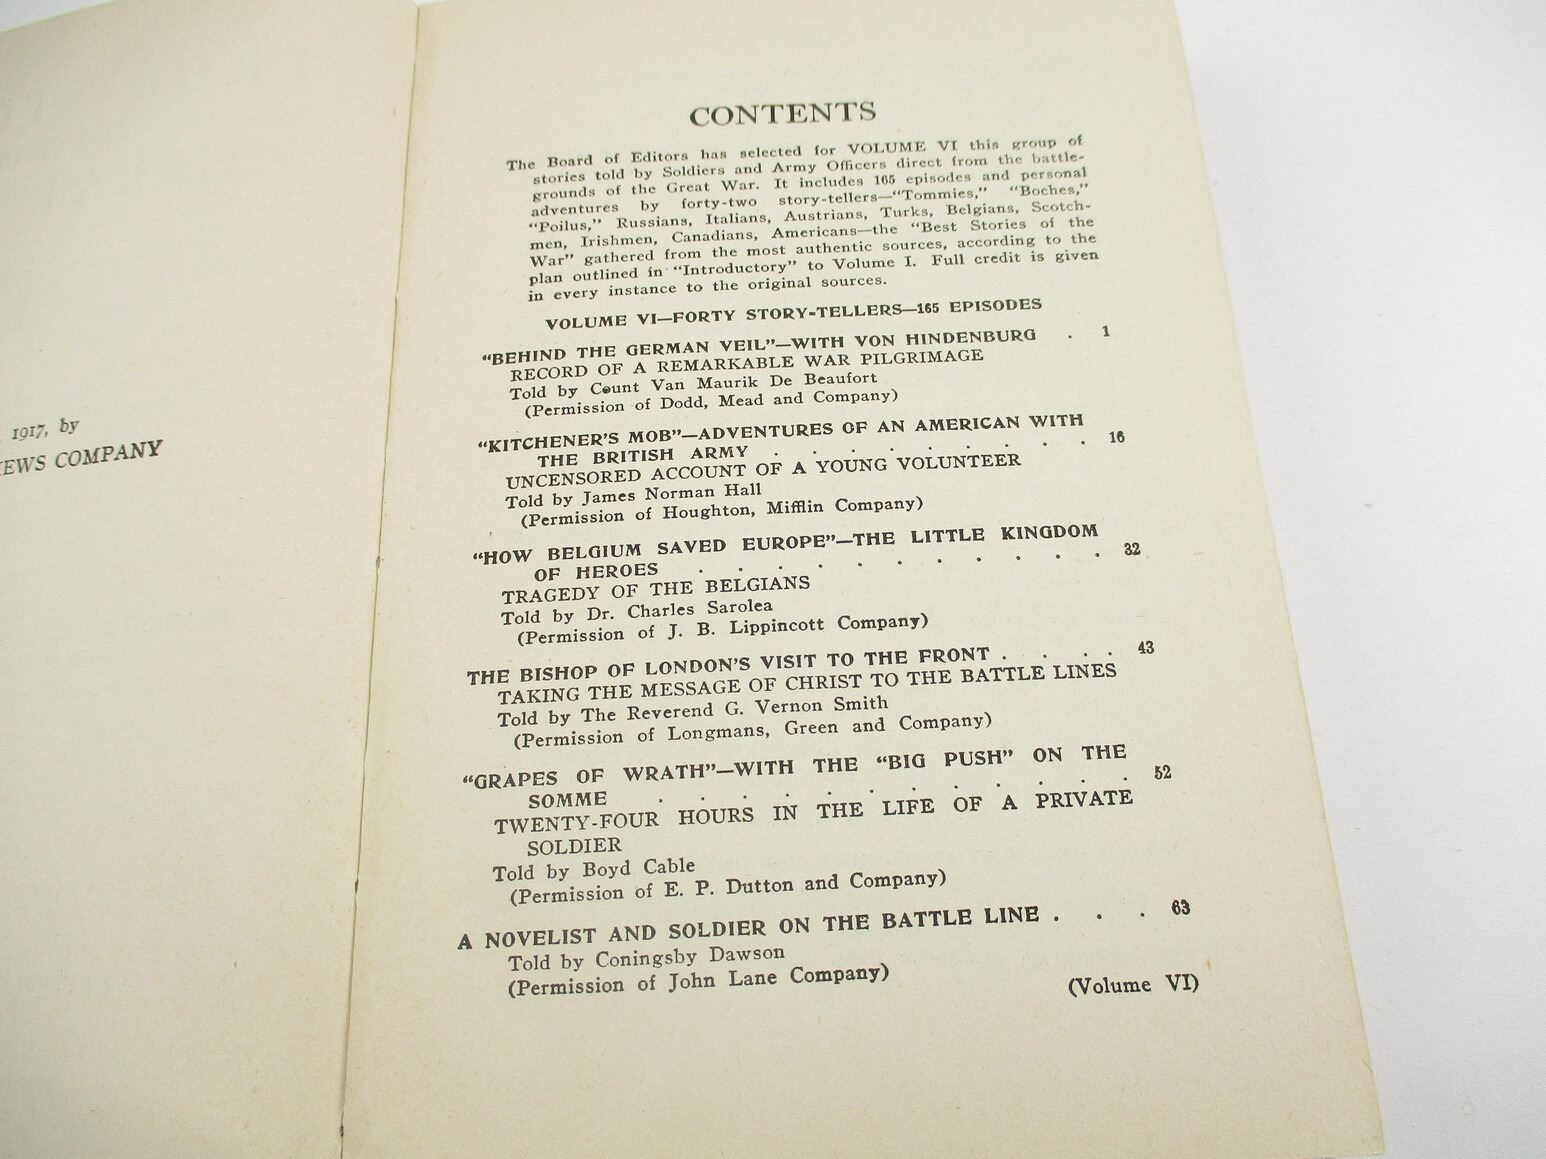 1917, by
EWS COMPANY
CONTENTS
The Board of Editors has selected for VOLUME VI this group of
stories told by Soldiers and Army Officers direct from the battle-
grounds of the Great War. It includes 165 episodes and personal
adventures by forty-two story-tellers—“Tommies,” “Boches,”
“Poilus,” Russians, Italians, Austrians, Turks, Belgians, Scotch-
men, Irishmen, Canadians, Americans—the “Best Stories of the
War” gathered from the most authentic sources, according to the
plan outlined in “Introductory” to Volume I. Full credit is given
in every instance to the original sources.
VOLUME VI—FORTY STORY-TELLERS—165 EPISODES
“BEHIND THE GERMAN VEIL”—WITH VON HINDENBURG . 1
RECORD OF A REMARKABLE WAR PILGRIMAGE
Told by Count Van Maurik De Beaufort
(Permission of Dodd, Mead and Company)
“KITCHENER’S MOB”—ADVENTURES OF AN AMERICAN WITH
THE BRITISH ARMY . . . . . . . . . 16
UNCENSORED ACCOUNT OF A YOUNG VOLUNTEER
Told by James Norman Hall
(Permission of Houghton, Mifflin Company)
“HOW BELGIUM SAVED EUROPE”—THE LITTLE KINGDOM
OF HEROES . . . . . . . . . . . 32
TRAGEDY OF THE BELGIANS
Told by Dr. Charles Sarolea
(Permission of J. B. Lippincott Company)
THE BISHOP OF LONDON’S VISIT TO THE FRONT . . . . 43
TAKING THE MESSAGE OF CHRIST TO THE BATTLE LINES
Told by The Reverend G. Vernon Smith
(Permission of Longmans, Green and Company)
“GRAPES OF WRATH”—WITH THE “BIG PUSH” ON THE
SOMME . . . . . . . . . . . . 52
TWENTY-FOUR HOURS IN THE LIFE OF A PRIVATE
SOLDIER
Told by Boyd Cable
(Permission of E. P. Dutton and Company)
A NOVELIST AND SOLDIER ON THE BATTLE LINE . . . 63
Told by Coningsby Dawson
(Permission of John Lane Company)
(Volume VI)